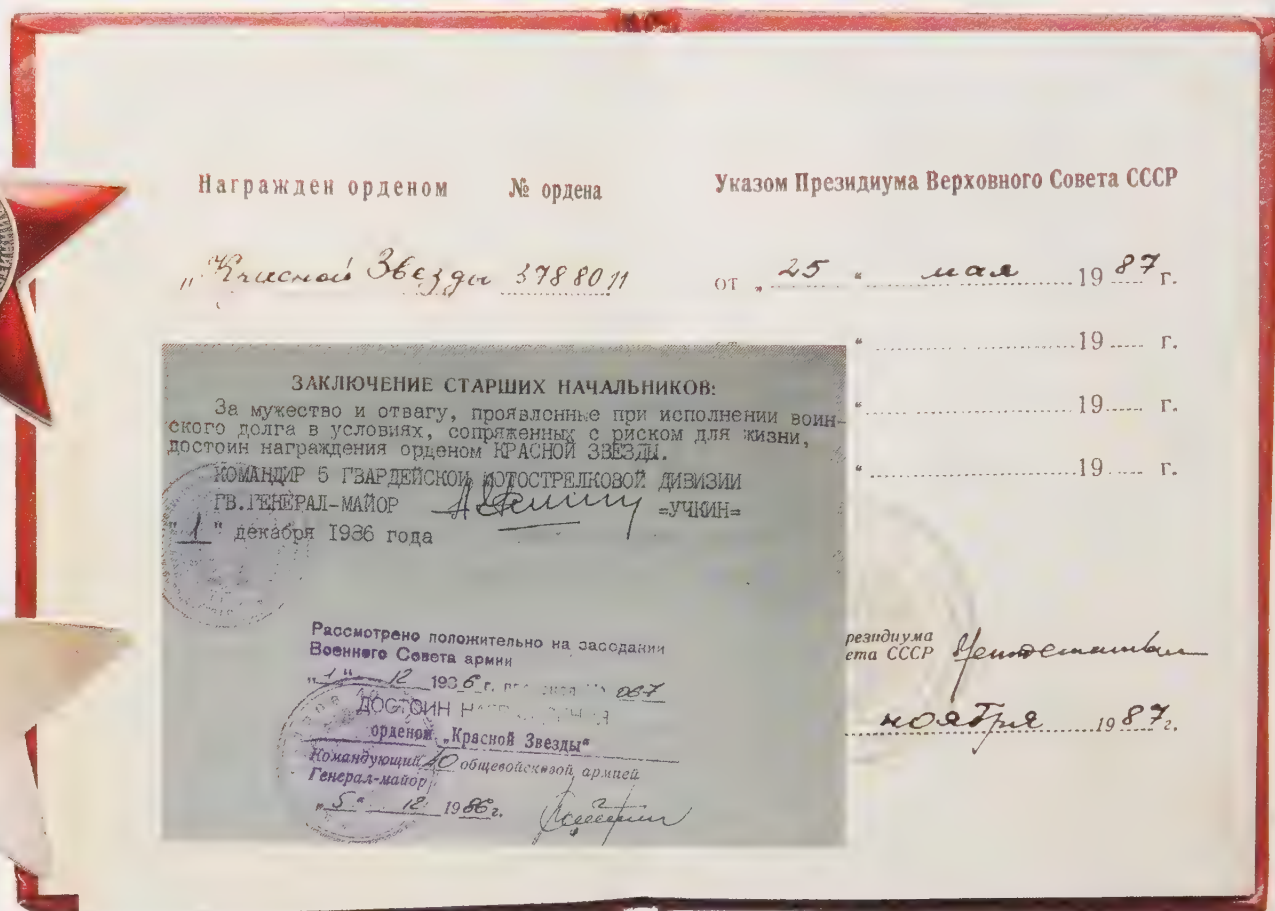 Награжден орденом № ордена
„Красной Звезды 3788011
Указом Президиума Верховного Совета СССР
от „ 25 “ мая 1987 г.
“ 19 г.
“ 19 г.
“ 19 г.
ЗАКЛЮЧЕНИЕ СТАРШИХ НАЧАЛЬНИКОВ:
За мужество и отвагу, проявленные при исполнении воин-
ского долга в условиях, сопряженных с риском для жизни,
достоин награждения орденом КРАСНОЙ ЗВЕЗДЫ.
КОМАНДИР 5 ГВАРДЕЙСКОЙ МОТОСТРЕЛКОВОЙ ДИВИЗИИ
ГВ.ГЕНЕРАЛ-МАЙОР =УЧКИН=
"1" декабря 1986 года
Рассмотрено положительно на заседании
Военного Совета армии
„1“ 12 1986 г. 067
ДОСТОИН
орденом „Красной Звезды“
Командующий 40 общевойсковой армией
Генерал-майор
„5“ 12 1986 г.
резидиума
ета СССР
ноября 1987 г.